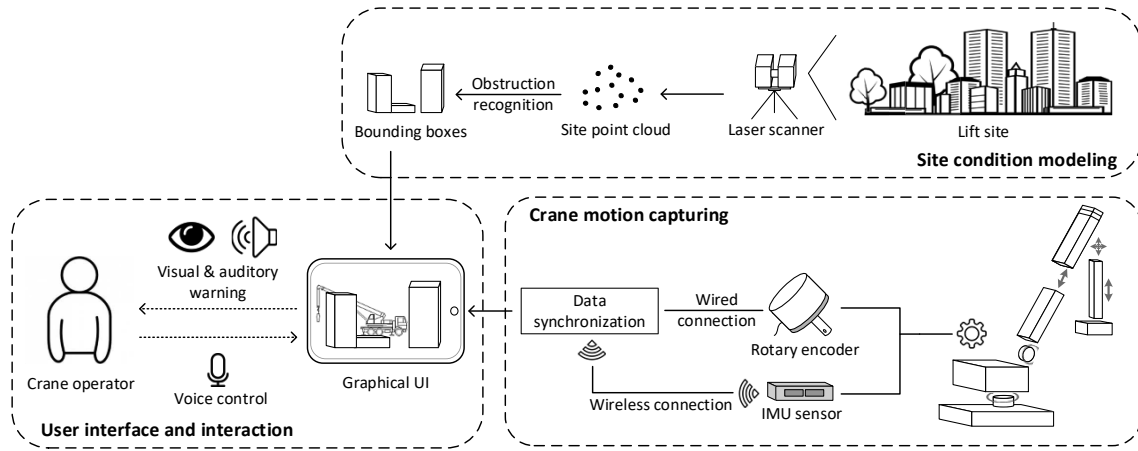 Obstruction
recognition
Bounding boxes
Site point cloud
Laser scanner
Lift site
Site condition modeling
Crane motion capturing
Visual & auditory
warning
Data
synchronization
Wired
connection
Rotary encoder
Crane operator
Voice control
Graphical UI
Wireless connection
IMU sensor
User interface and interaction